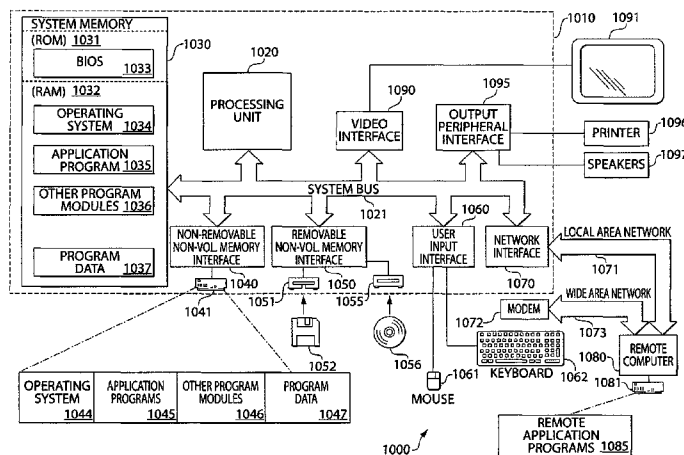 SYSTEM MEMORY
(ROM) 1031
BIOS 1033
(RAM) 1032
OPERATING
SYSTEM 1034
APPLICATION
PROGRAM 1035
OTHER PROGRAM
MODULES 1036
PROGRAM
DATA 1037
1030
1020
PROCESSING
UNIT
1090
VIDEO
INTERFACE
1095
OUTPUT
PERIPHERAL
INTERFACE
1010
1091
PRINTER
1096
SPEAKERS
1097
SYSTEM BUS
1021
NON-REMOVABLE
NON-VOL. MEMORY
INTERFACE
1040
1041
REMOVABLE
NON-VOL. MEMORY
INTERFACE
1050
1051
1055
1052
1056
1060
USER
INPUT
INTERFACE
NETWORK
INTERFACE
1070
LOCAL AREA NETWORK
1071
WIDE AREA NETWORK
1073
MODEM
1072
KEYBOARD
1062
1061
MOUSE
REMOTE
COMPUTER
1080
1081
REMOTE
APPLICATION
PROGRAMS 1085
OPERATING
SYSTEM 1044
APPLICATION
PROGRAMS 1045
OTHER PROGRAM
MODULES 1046
PROGRAM
DATA 1047
1000